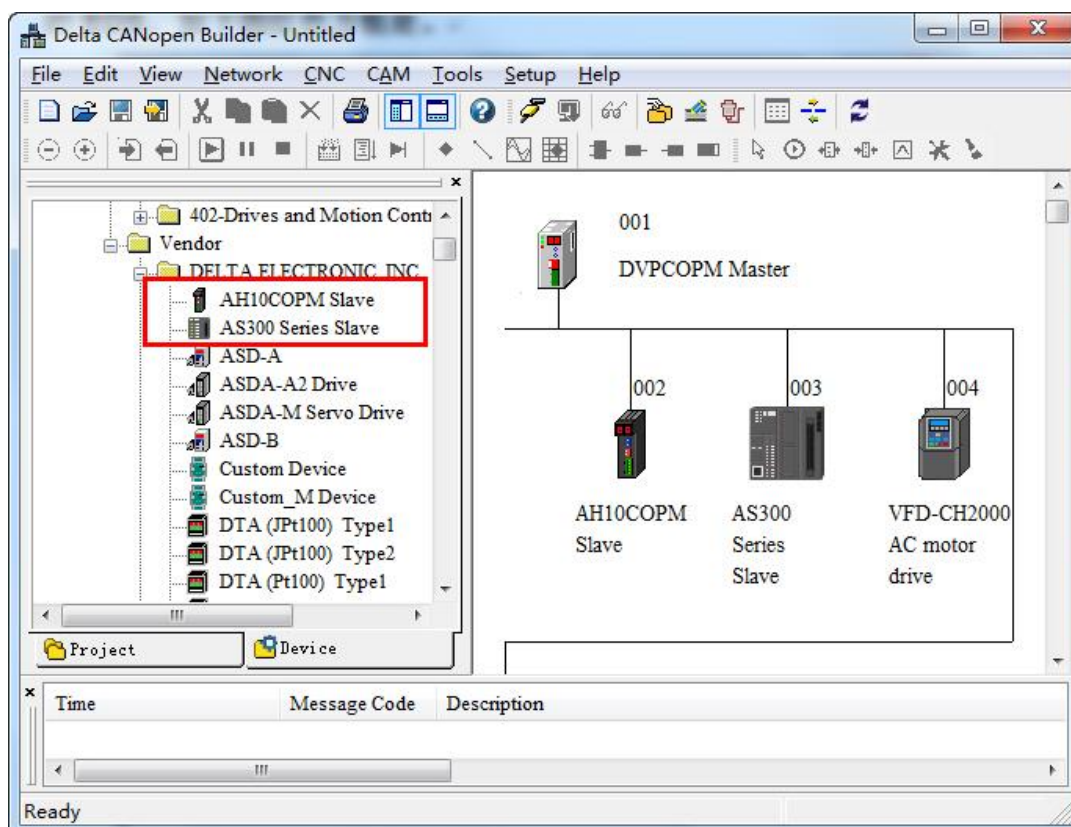 Delta CANopen Builder - Untitled
File Edit View Network CNC CAM Tools Setup Help
402-Drives and Motion Conti
Vendor
DELTA ELECTRONIC INC
AH10COPM Slave
AS300 Series Slave
ASD-A
ASDA-A2 Drive
ASDA-M Servo Drive
ASD-B
Custom Device
Custom_M Device
DTA (JPt100) Type1
DTA (JPt100) Type2
DTA (Pt100) Type1
Project
Device
001
DVPCOPM Master
002
003
004
AH10COPM
Slave
AS300
Series
Slave
VFD-CH2000
AC motor
drive
Time Message Code Description
Ready